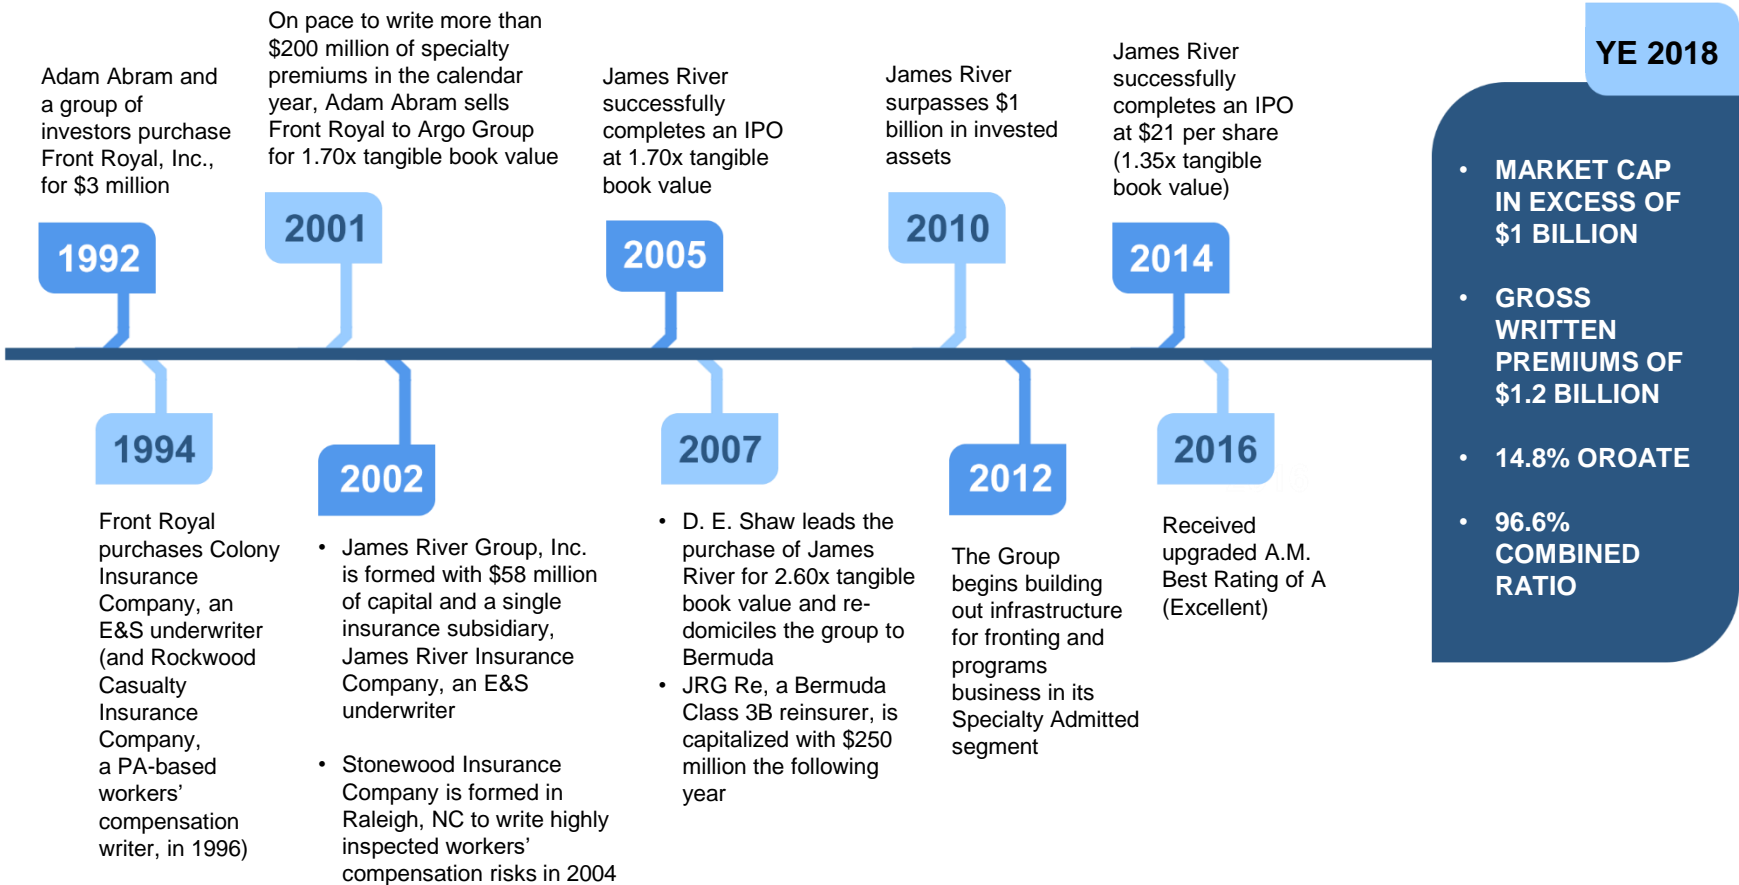 Adam Abram and
a group of
investors purchase
Front Royal, Inc.,
for $3 million
1992
On pace to write more than
$200 million of specialty
premiums in the calendar
year, Adam Abram sells
Front Royal to Argo Group
for 1.70x tangible book value
2001
James River
successfully
completes an IPO
at 1.70x tangible
book value
2005
James River
surpasses $1
billion in invested
assets
2010
James River
successfully
completes an IPO
at $21 per share
(1.35x tangible
book value)
2014
1994
Front Royal
purchases Colony
Insurance
Company, an
E&S underwriter
(and Rockwood
Casualty
Insurance
Company,
a PA-based
workers’
compensation
writer, in 1996)
2002
• James River Group, Inc.
is formed with $58 million
of capital and a single
insurance subsidiary,
James River Insurance
Company, an E&S
underwriter
• Stonewood Insurance
Company is formed in
Raleigh, NC to write highly
inspected workers’
compensation risks in 2004
2007
• D. E. Shaw leads the
purchase of James
River for 2.60x tangible
book value and re-
domiciles the group to
Bermuda
• JRG Re, a Bermuda
Class 3B reinsurer, is
capitalized with $250
million the following
year
2012
The Group
begins building
out infrastructure
for fronting and
programs
business in its
Specialty Admitted
segment
2016
Received
upgraded A.M.
Best Rating of A
(Excellent)
YE 2018
• MARKET CAP
IN EXCESS OF
$1 BILLION
• GROSS
WRITTEN
PREMIUMS OF
$1.2 BILLION
• 14.8% OROATE
• 96.6%
COMBINED
RATIO